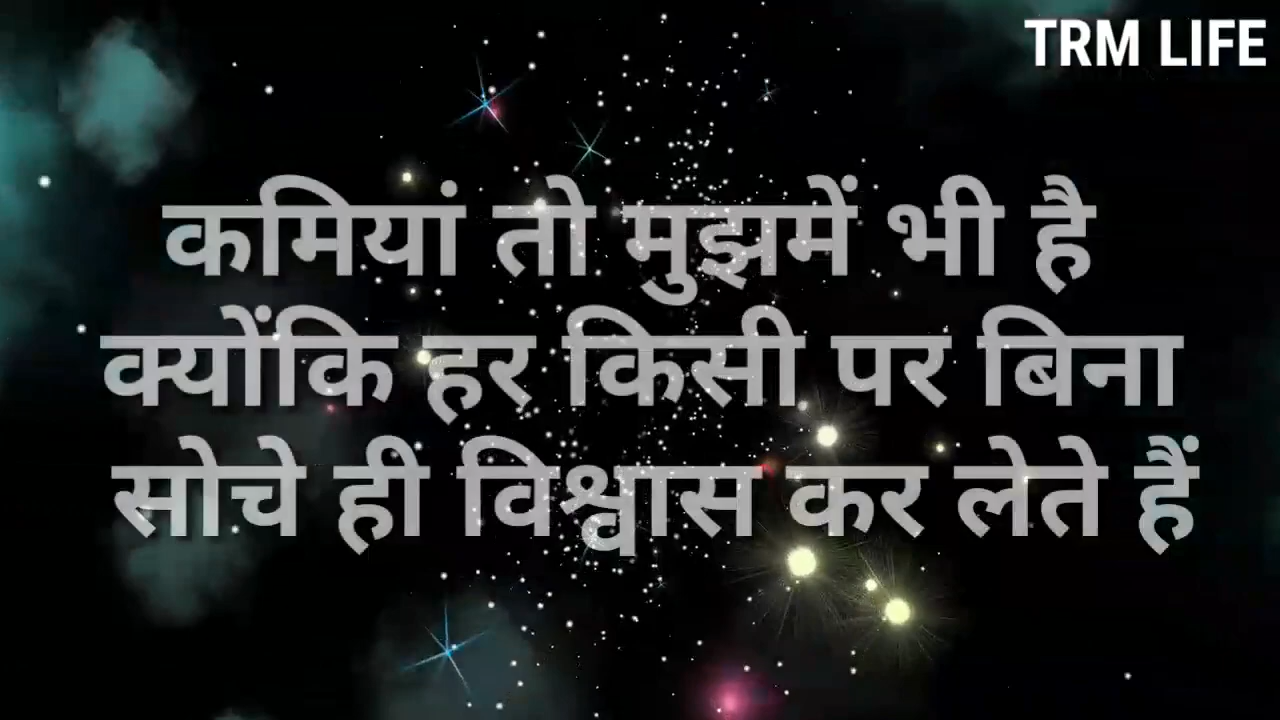 TRM LIFE
कमियां तो मुझमें भी है
क्योंकि हर किसी पर बिना
सोचे ही विश्वास कर लेते हैं